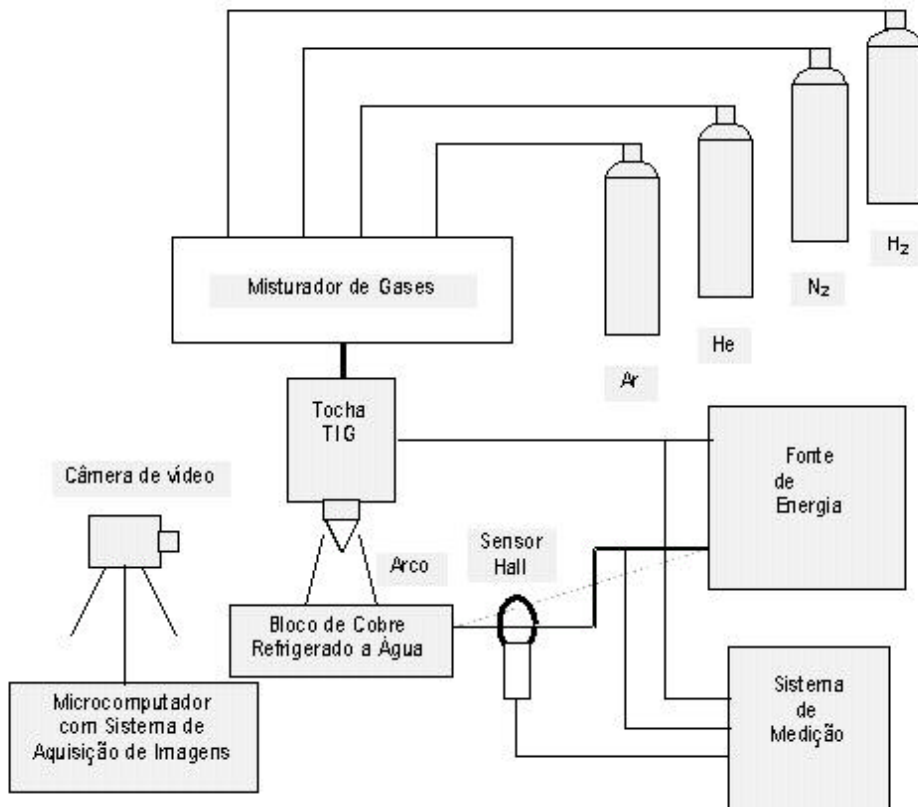 H₂
N₂
Misturador de Gases
He
Ar
Tocha
TIG
Fonte
de
Energia
Câmera de vídeo
Sensor
Hall
Arco
Bloco de Cobre
Refrigerado a Água
Sistema
de
Medição
Microcomputador
com Sistema de
Aquisição de Imagens